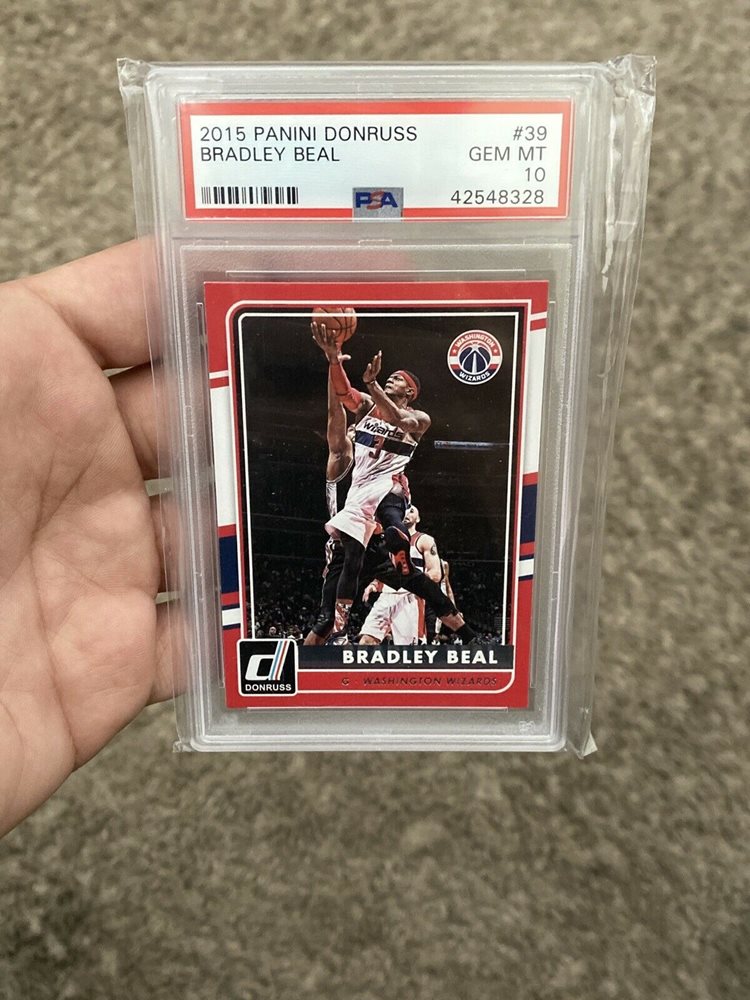 2015 PANINI DONRUSS #39
BRADLEY BEAL GEM MT
10
PSA 42548328
WASHINGTON
WIZARDS
wizards
3
BRADLEY BEAL
G - WASHINGTON WIZARDS
d
DONRUSS